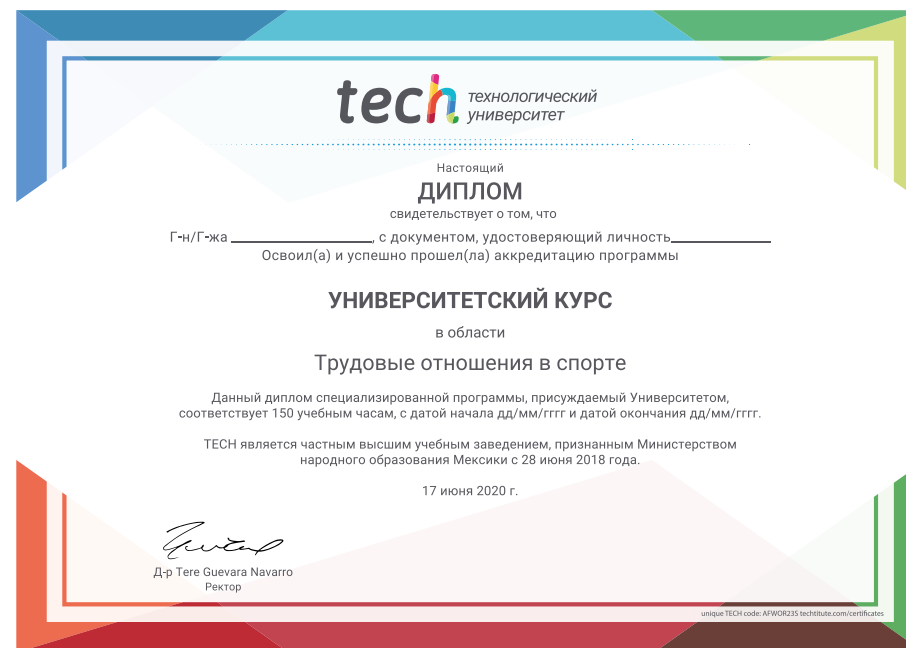 tech технологический
университет
Настоящий
ДИПЛОМ
свидетельствует о том, что
Г-н/Г-жа ____________________, с документом, удостоверяющий личность______________
Освоил(а) и успешно прошел(ла) аккредитацию программы
УНИВЕРСИТЕТСКИЙ КУРС
в области
Трудовые отношения в спорте
Данный диплом специализированной программы, присуждаемый Университетом,
соответствует 150 учебным часам, с датой начала дд/мм/гггг и датой окончания дд/мм/гггг.
TECH является частным высшим учебным заведением, признанным Министерством
народного образования Мексики с 28 июня 2018 года.
17 июня 2020 г.
Д-р Tere Guevara Navarro
Ректор
unique TECH code: AFWOR23S techtitute.com/certificates